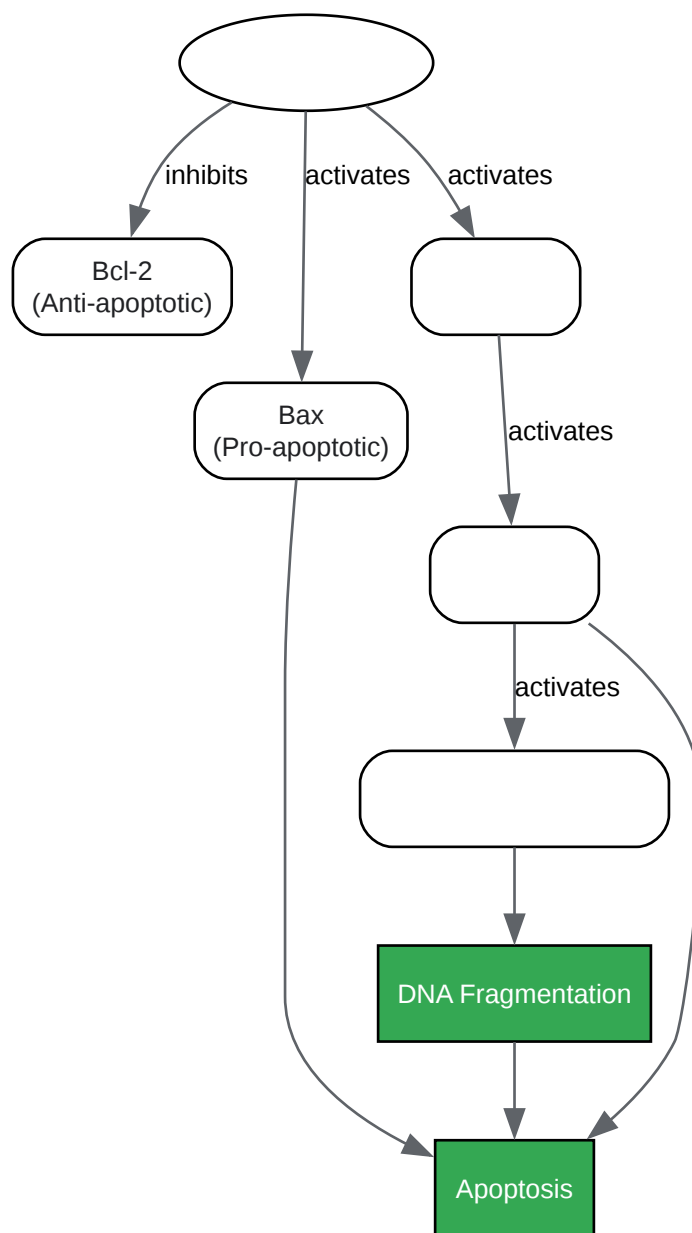 inhibits
activates
activates
Bcl-2
(Anti-apoptotic)
Bax
(Pro-apoptotic)
activates
activates
DNA Fragmentation
Apoptosis